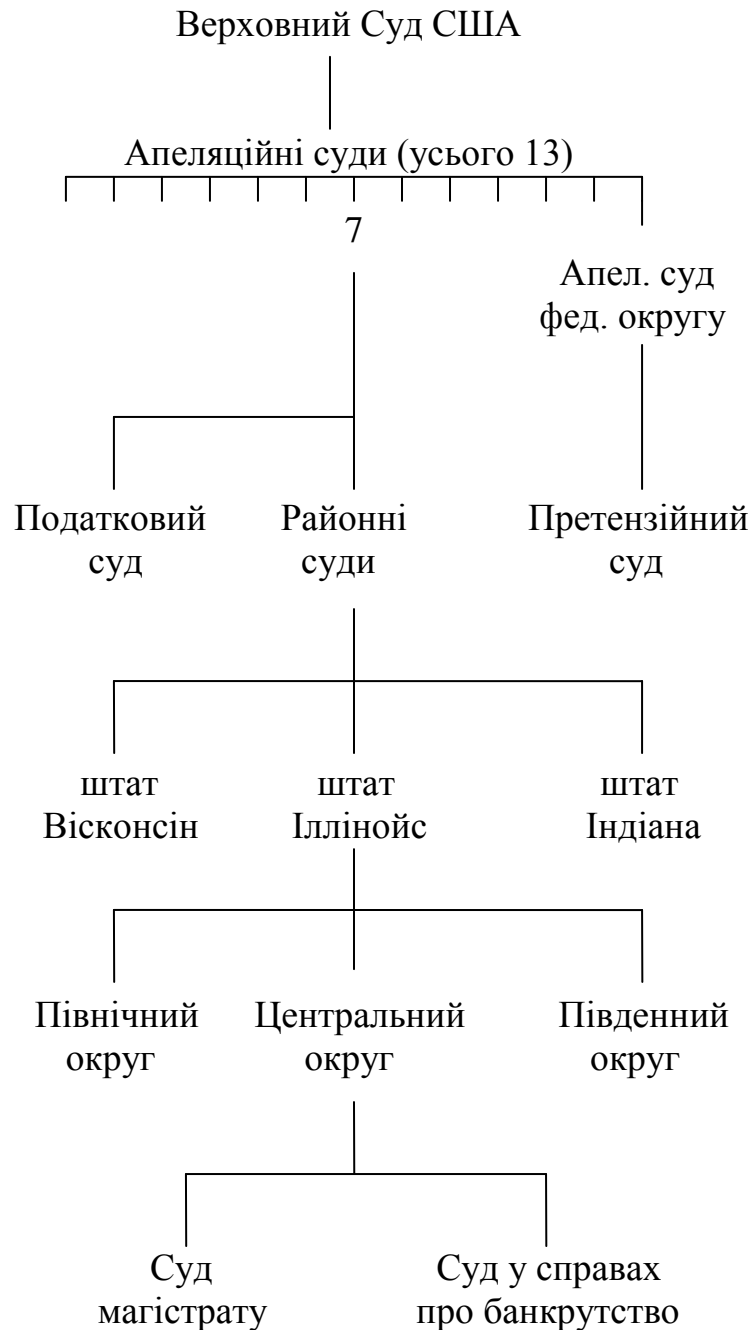 Верховний Суд США
Апеляційні суди (усього 13)
7
Апел. суд
фед. округу
Податковий
суд
Районні
суди
Претензійний
суд
штат
Вісконсін
штат
Іллінойс
штат
Індіана
Північний
округ
Центральний
округ
Південний
округ
Суд
магістрату
Суд у справах
про банкрутство